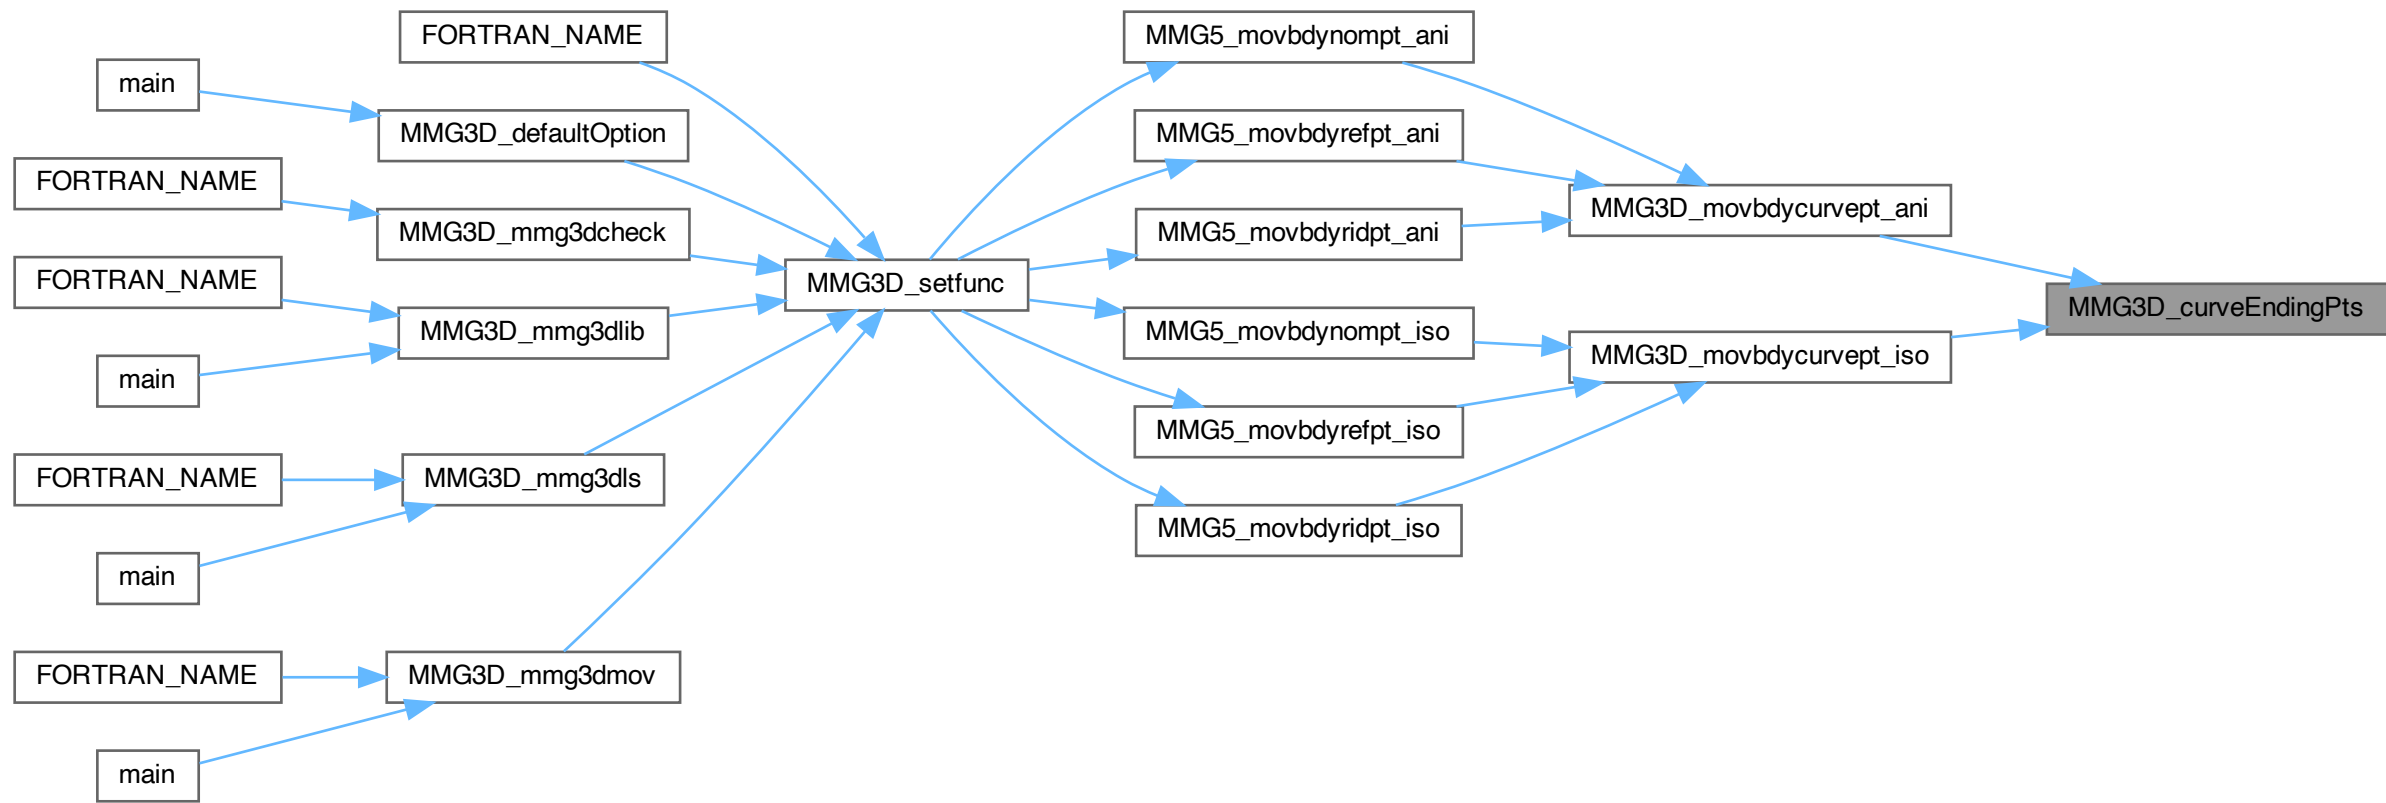 FORTRAN_NAME
MMG5_movbdynompt_ani
main
MMG3D_defaultOption
MMG5_movbdyrefpt_ani
FORTRAN_NAME
MMG3D_movbdycurvept_ani
MMG3D_mmg3dcheck
MMG5_movbdyridpt_ani
FORTRAN_NAME
MMG3D_setfunc
MMG3D_curveEndingPts
MMG3D_mmg3dlib
MMG5_movbdynompt_iso
MMG3D_movbdycurvept_iso
main
MMG5_movbdyrefpt_iso
FORTRAN_NAME
MMG3D_mmg3dls
MMG5_movbdyridpt_iso
main
FORTRAN_NAME
MMG3D_mmg3dmov
main